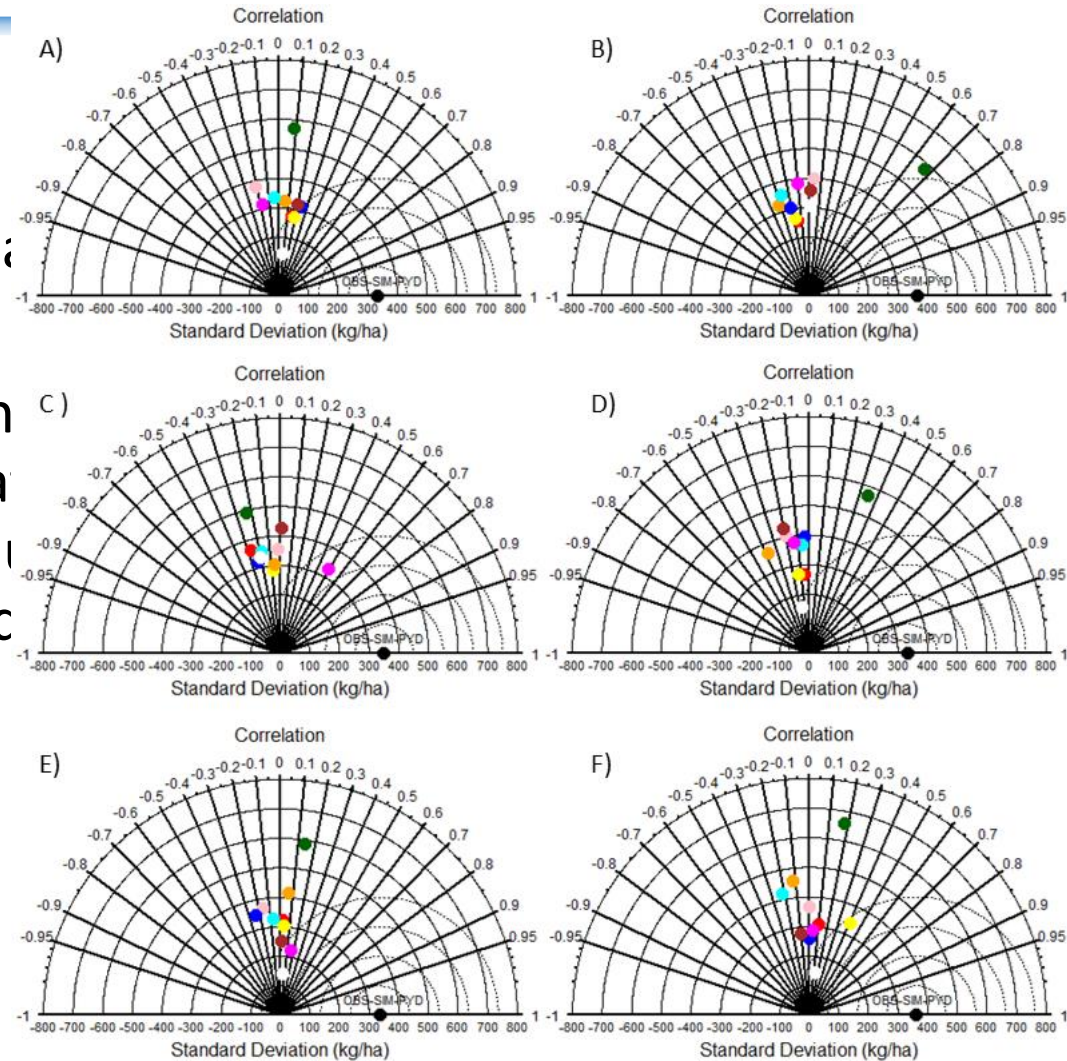 Correlation
A)
-0.9 -0.8 -0.7 -0.6 -0.5 -0.4 -0.3 -0.2 -0.1 0 0.1 0.2 0.3 0.4 0.5 0.6 0.7 0.8 0.9
-0.95 0.95
OBS-SIM-PYD
-1 1
-800 -700 -600 -500 -400 -300 -200 -100 0 100 200 300 400 500 600 700 800
Standard Deviation (kg/ha)
Correlation
B)
-0.9 -0.8 -0.7 -0.6 -0.5 -0.4 -0.3 -0.2 -0.1 0 0.1 0.2 0.3 0.4 0.5 0.6 0.7 0.8 0.9
-0.95 0.95
OBS-SIM-PYD
-1 1
-800 -700 -600 -500 -400 -300 -200 -100 0 100 200 300 400 500 600 700 800
Standard Deviation (kg/ha)
Correlation
C )
-0.9 -0.8 -0.7 -0.6 -0.5 -0.4 -0.3 -0.2 -0.1 0 0.1 0.2 0.3 0.4 0.5 0.6 0.7 0.8 0.9
-0.95 0.95
OBS-SIM-PYD
-1 1
-800 -700 -600 -500 -400 -300 -200 -100 0 100 200 300 400 500 600 700 800
Standard Deviation (kg/ha)
Correlation
D)
-0.9 -0.8 -0.7 -0.6 -0.5 -0.4 -0.3 -0.2 -0.1 0 0.1 0.2 0.3 0.4 0.5 0.6 0.7 0.8 0.9
-0.95 0.95
OBS-SIM-PYD
-1 1
-800 -700 -600 -500 -400 -300 -200 -100 0 100 200 300 400 500 600 700 800
Standard Deviation (kg/ha)
Correlation
E)
-0.9 -0.8 -0.7 -0.6 -0.5 -0.4 -0.3 -0.2 -0.1 0 0.1 0.2 0.3 0.4 0.5 0.6 0.7 0.8 0.9
-0.95 0.95
OBS-SIM-PYD
-1 1
-800 -700 -600 -500 -400 -300 -200 -100 0 100 200 300 400 500 600 700 800
Standard Deviation (kg/ha)
Correlation
F)
-0.9 -0.8 -0.7 -0.6 -0.5 -0.4 -0.3 -0.2 -0.1 0 0.1 0.2 0.3 0.4 0.5 0.6 0.7 0.8 0.9
-0.95 0.95
OBS-SIM-PYD
-1 1
-800 -700 -600 -500 -400 -300 -200 -100 0 100 200 300 400 500 600 700 800
Standard Deviation (kg/ha)